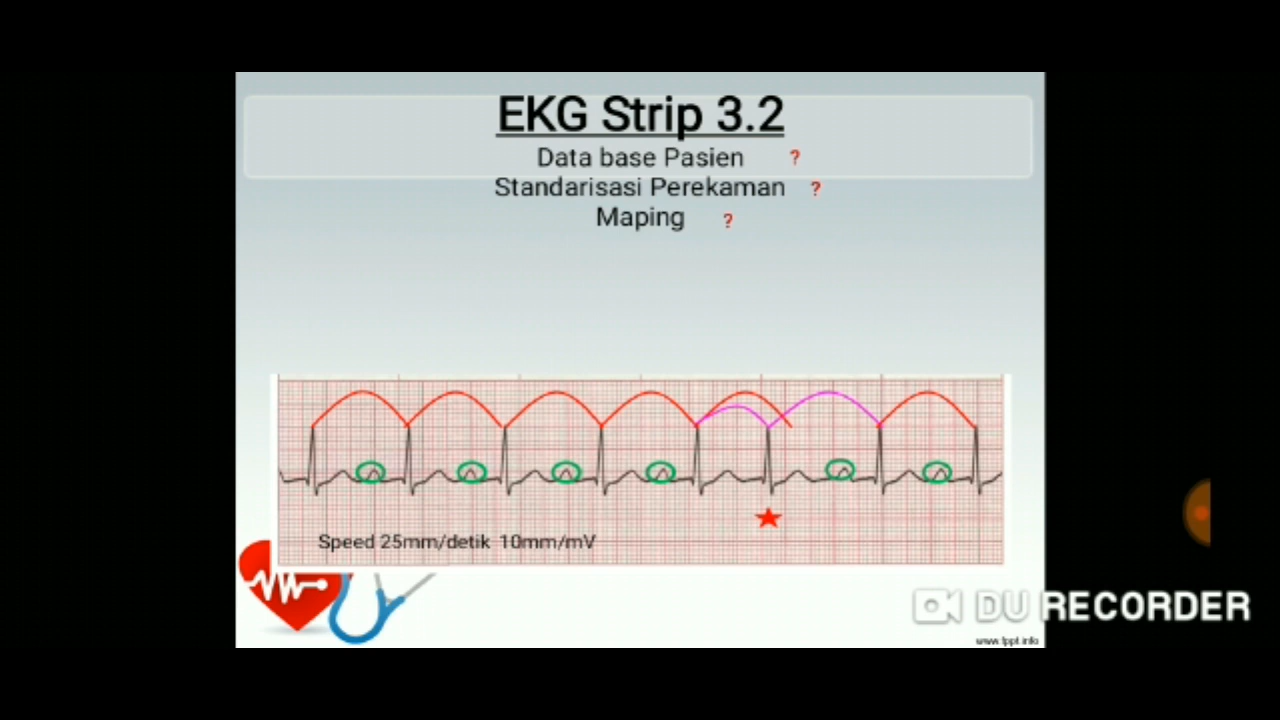 EKG Strip 3.2
Data base Pasien ?
Standarisasi Perekaman ?
Maping ?
Speed 25mm/detik 10mm/mV
DU RECORDER
www.fppt.info